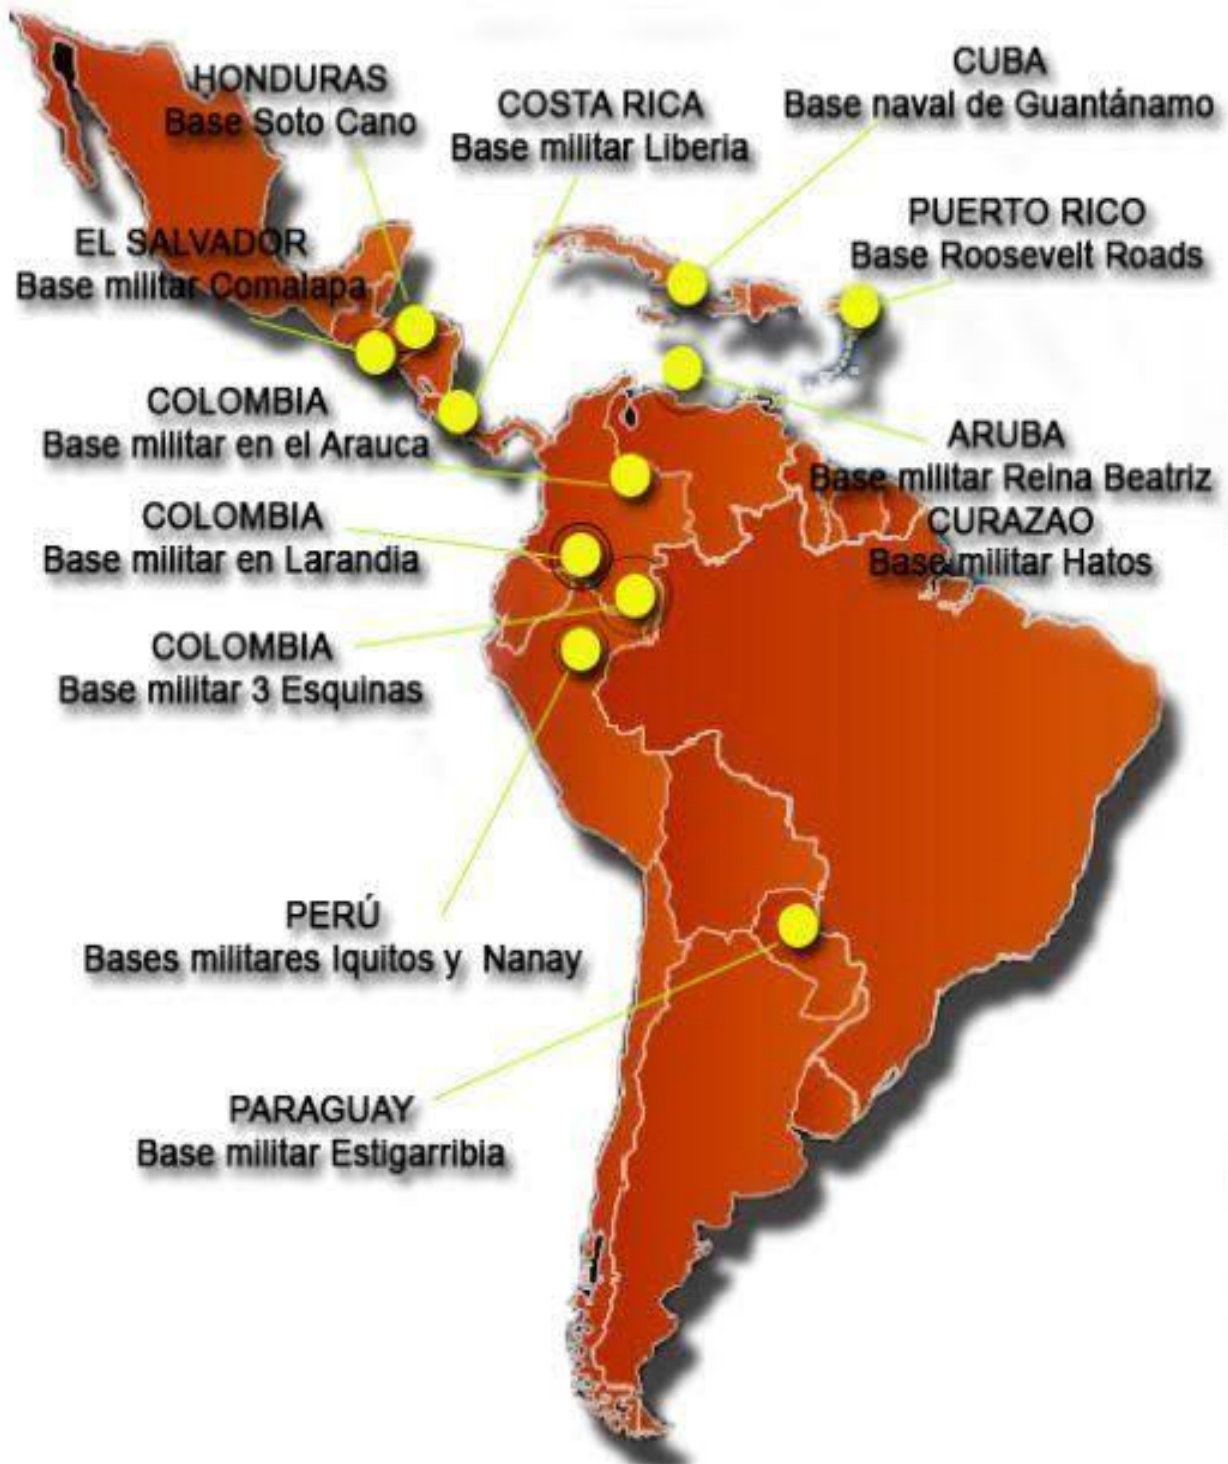 HONDURAS
Base Soto Cano
COSTA RICA
Base militar Liberia
CUBA
Base naval de Guantánamo
PUERTO RICO
Base Roosevelt Roads
EL SALVADOR
Base militar Comalapa
COLOMBIA
Base militar en el Arauca
ARUBA
Base militar Reina Beatriz
CURAZAO
Base militar Hatos
COLOMBIA
Base militar en Larandia
COLOMBIA
Base militar 3 Esquinas
PERÚ
Bases militares Iquitos y Nanay
PARAGUAY
Base militar Estigarribia